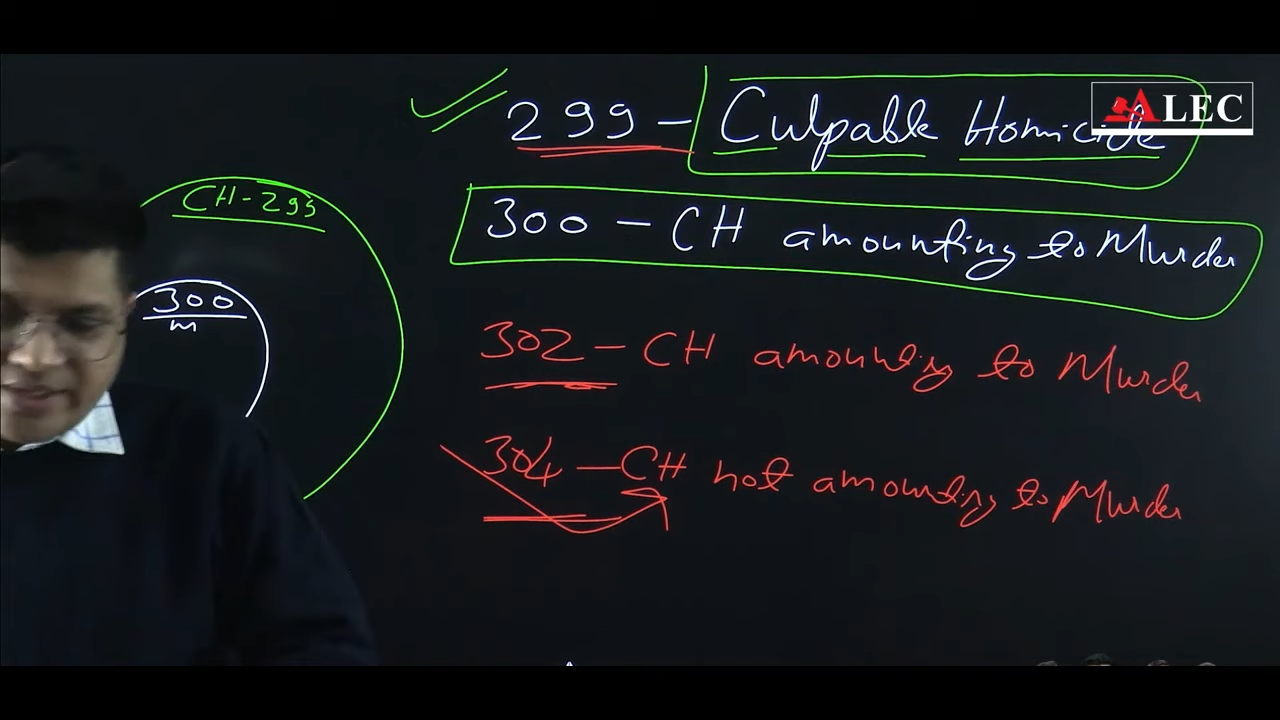 ALEC
299 - Culpable Homicide
300 - CH amounting to Murder
302 - CH amounting to Murder
304 - CH not amounting to Murder
CH-299
300
m